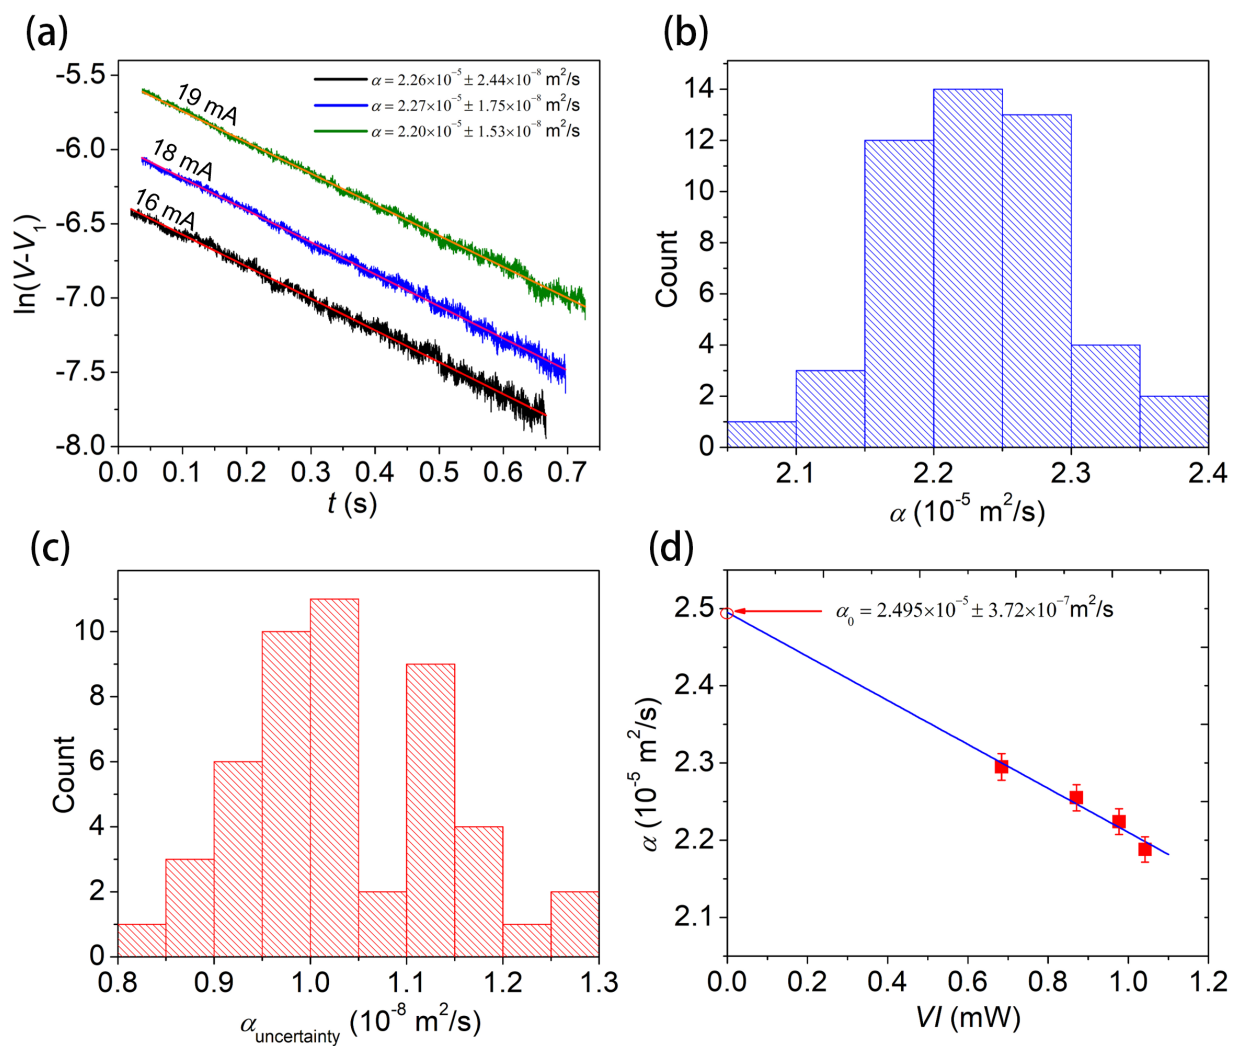 (a)
-5.5
-6.0
-6.5
-7.0
-7.5
-8.0
ln(V-V₁)
19 mA
18 mA
16 mA
α = 2.26×10⁻⁵ ± 2.44×10⁻⁸ m²/s
α = 2.27×10⁻⁵ ± 1.75×10⁻⁸ m²/s
α = 2.20×10⁻⁵ ± 1.53×10⁻⁸ m²/s
0.0 0.1 0.2 0.3 0.4 0.5 0.6 0.7
t (s)
(b)
14
12
10
8
6
4
2
0
Count
2.1 2.2 2.3 2.4
α (10⁻⁵ m²/s)
(c)
10
8
6
4
2
0
Count
0.8 0.9 1.0 1.1 1.2 1.3
α_uncertainty (10⁻⁸ m²/s)
(d)
2.5
2.4
2.3
2.2
2.1
α (10⁻⁵ m²/s)
α₀ = 2.495×10⁻⁵ ± 3.72×10⁻⁷m²/s
0.0 0.2 0.4 0.6 0.8 1.0 1.2
VI (mW)